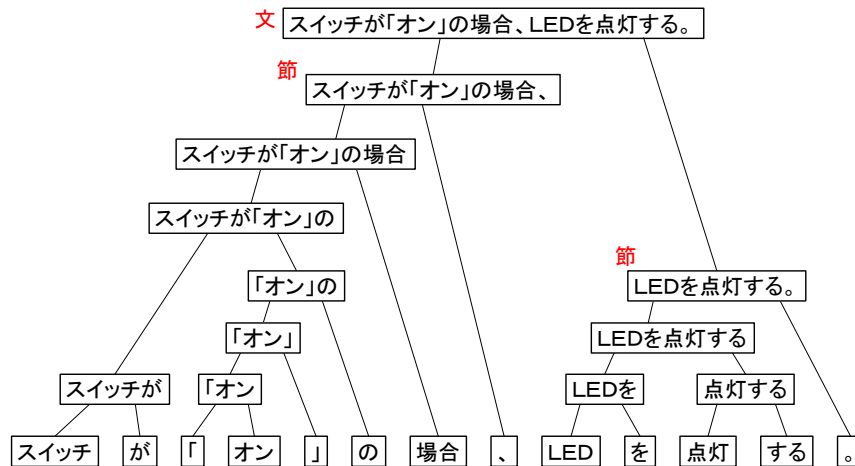 文 スイッチが「オン」の場合、LEDを点灯する。
節
スイッチが「オン」の場合、
スイッチが「オン」の場合
スイッチが「オン」の
節
「オン」の LEDを点灯する。
「オン」 LEDを点灯する
スイッチが 「オン LEDを 点灯する
スイッチ が 「 オン 」 の 場合 、 LED を 点灯 する 。